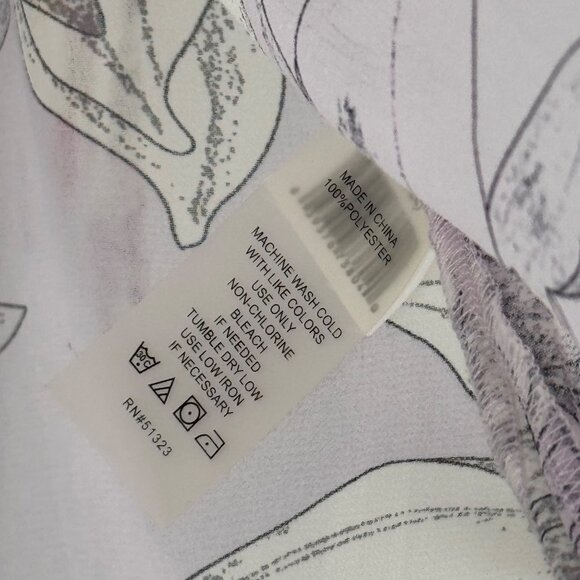 MADE IN CHINA
100%POLYESTER
MACHINE WASH COLD
WITH LIKE COLORS
USE ONLY
NON-CHLORINE
BLEACH
IF NEEDED
TUMBLE DRY LOW
USE LOW IRON
IF NECESSARY
30°C
RN#51323